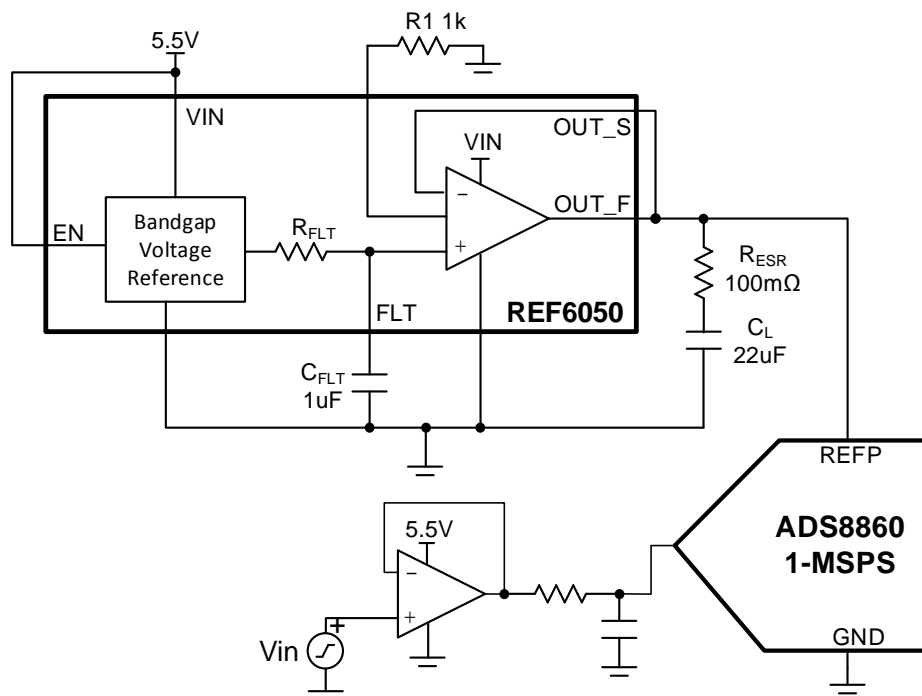 R1 1k
5.5V
VIN
OUT_S
VIN
−
OUT_F
EN
Bandgap
Voltage
Reference
RFLT
+
RESR
100mΩ
FLT
REF6050
CL
22uF
CFLT
1uF
REFP
ADS8860
1-MSPS
5.5V
−
+
+
Vin
GND